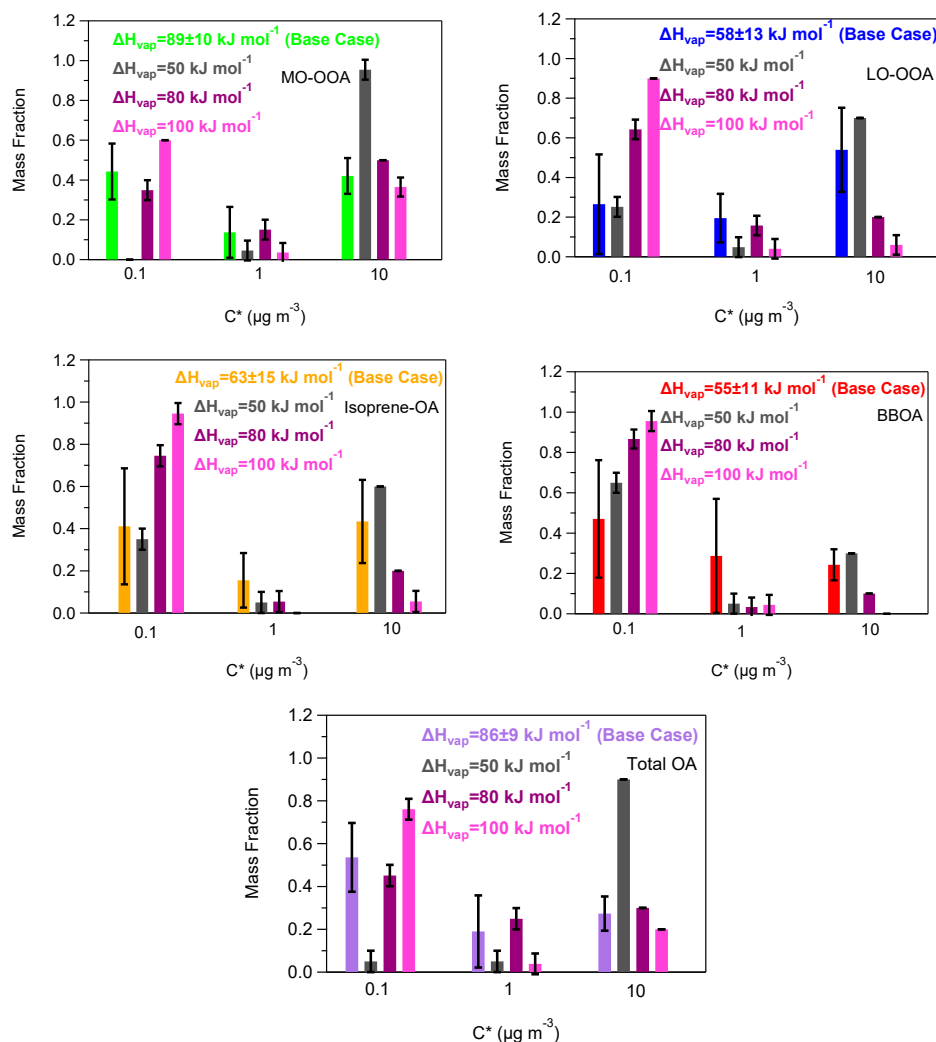 1.2
1.0
0.8
0.6
0.4
0.2
0.0
Mass Fraction
ΔHvap=89±10 kJ mol-1 (Base Case)
ΔHvap=50 kJ mol-1
MO-OOA
ΔHvap=80 kJ mol-1
ΔHvap=100 kJ mol-1
0.1 1 10
C* (µg m-3)
1.2
1.0
0.8
0.6
0.4
0.2
0.0
Mass Fraction
ΔHvap=58±13 kJ mol-1 (Base Case)
ΔHvap=50 kJ mol-1
LO-OOA
ΔHvap=80 kJ mol-1
ΔHvap=100 kJ mol-1
0.1 1 10
C* (µg m-3)
1.2
1.0
0.8
0.6
0.4
0.2
0.0
Mass Fraction
ΔHvap=63±15 kJ mol-1 (Base Case)
ΔHvap=50 kJ mol-1
Isoprene-OA
ΔHvap=80 kJ mol-1
ΔHvap=100 kJ mol-1
0.1 1 10
C* (µg m-3)
1.2
1.0
0.8
0.6
0.4
0.2
0.0
Mass Fraction
ΔHvap=55±11 kJ mol-1 (Base Case)
ΔHvap=50 kJ mol-1
BBOA
ΔHvap=80 kJ mol-1
ΔHvap=100 kJ mol-1
0.1 1 10
C* (µg m-3)
1.2
1.0
0.8
0.6
0.4
0.2
0.0
Mass Fraction
ΔHvap=86±9 kJ mol-1 (Base Case)
ΔHvap=50 kJ mol-1
Total OA
ΔHvap=80 kJ mol-1
ΔHvap=100 kJ mol-1
0.1 1 10
C* (µg m-3)